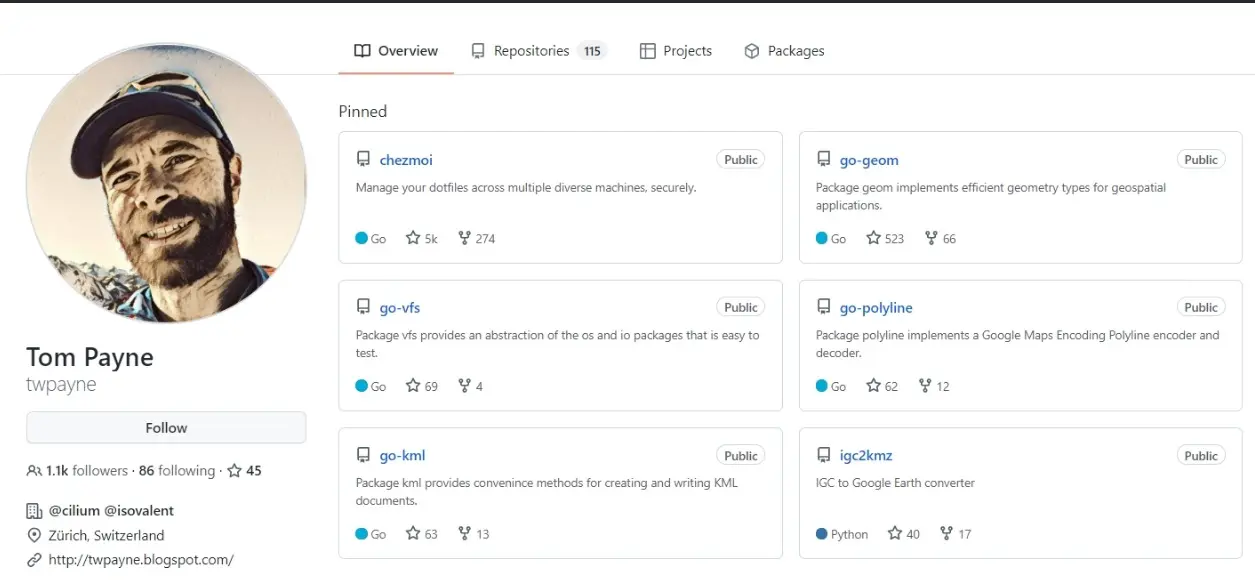 Overview Repositories 115 Projects Packages
Pinned
chezmoi Public
Manage your dotfiles across multiple diverse machines, securely.
Go 5k 274
go-geom Public
Package geom implements efficient geometry types for geospatial
applications.
Go 523 66
go-vfs Public
Package vfs provides an abstraction of the os and io packages that is easy to
test.
Go 69 4
go-polyline Public
Package polyline implements a Google Maps Encoding Polyline encoder and
decoder.
Go 62 12
go-kml Public
Package kml provides convenince methods for creating and writing KML
documents.
Go 63 13
igc2kmz Public
IGC to Google Earth converter
Python 40 17
Tom Payne
twpayne
Follow
1.1k followers · 86 following · 45
@cilium @isovalent
Zürich, Switzerland
http://twpayne.blogspot.com/